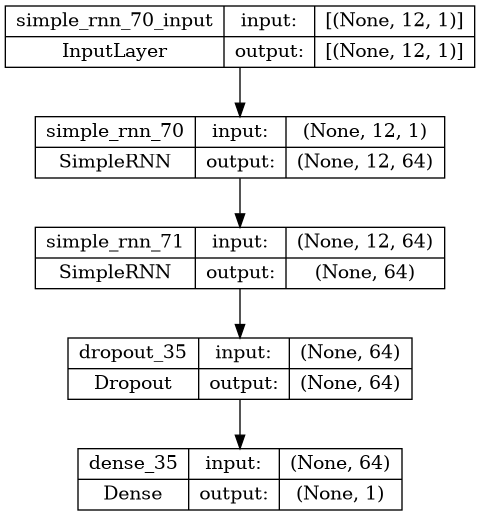 simple_rnn_70_input input: [(None, 12, 1)]
InputLayer output: [(None, 12, 1)]
simple_rnn_70 input: (None, 12, 1)
SimpleRNN output: (None, 12, 64)
simple_rnn_71 input: (None, 12, 64)
SimpleRNN output: (None, 64)
dropout_35 input: (None, 64)
Dropout output: (None, 64)
dense_35 input: (None, 64)
Dense output: (None, 1)